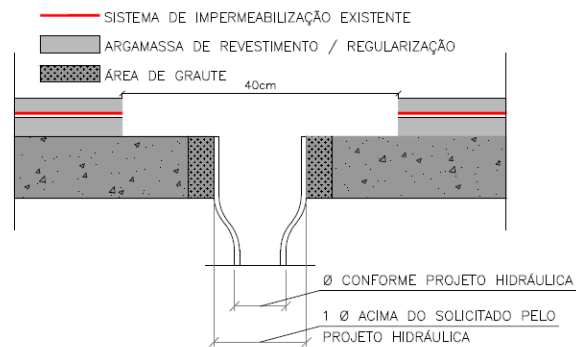 SISTEMA DE IMPERMEABILIZAÇÃO EXISTENTE
ARGAMASSA DE REVESTIMENTO / REGULARIZAÇÃO
ÁREA DE GRAUTE
40cm
Ø CONFORME PROJETO HIDRÁULICA
1 Ø ACIMA DO SOLICITADO PELO
PROJETO HIDRÁULICA